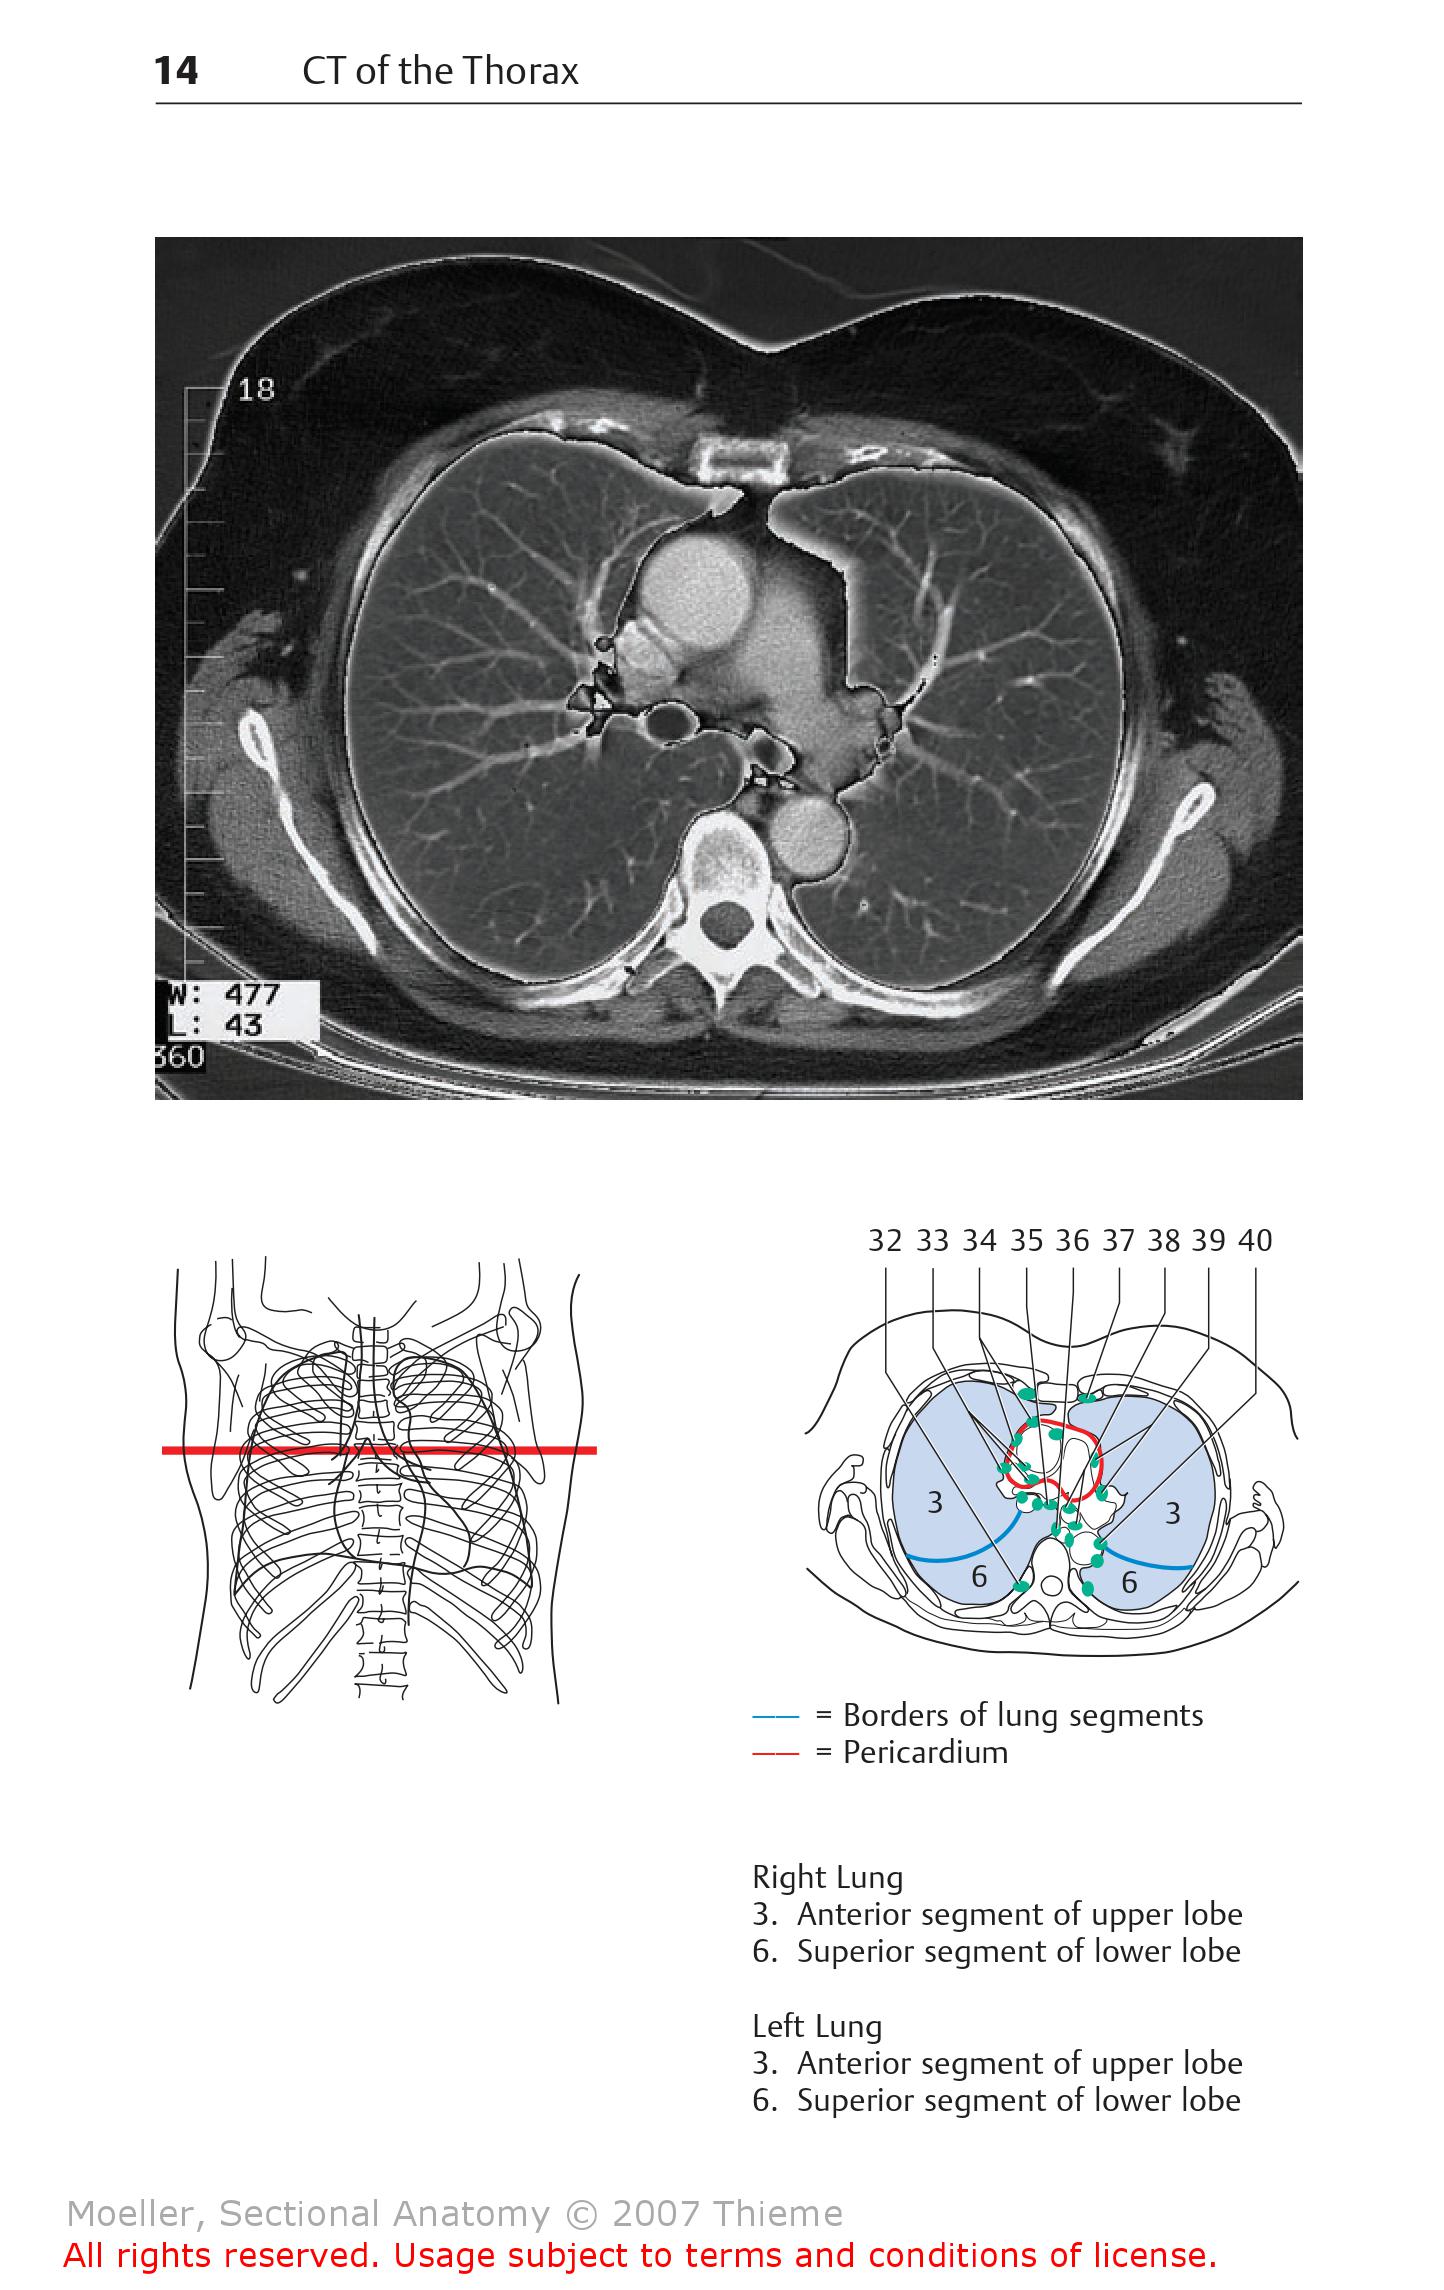 14 CT of the Thorax
18
W: 477
L: 43
360
32 33 34 35 36 37 38 39 40
3 3
6 6
= Borders of lung segments
= Pericardium
Right Lung
3. Anterior segment of upper lobe
6. Superior segment of lower lobe
Left Lung
3. Anterior segment of upper lobe
6. Superior segment of lower lobe
Moeller, Sectional Anatomy © 2007 Thieme
All rights reserved. Usage subject to terms and conditions of license.